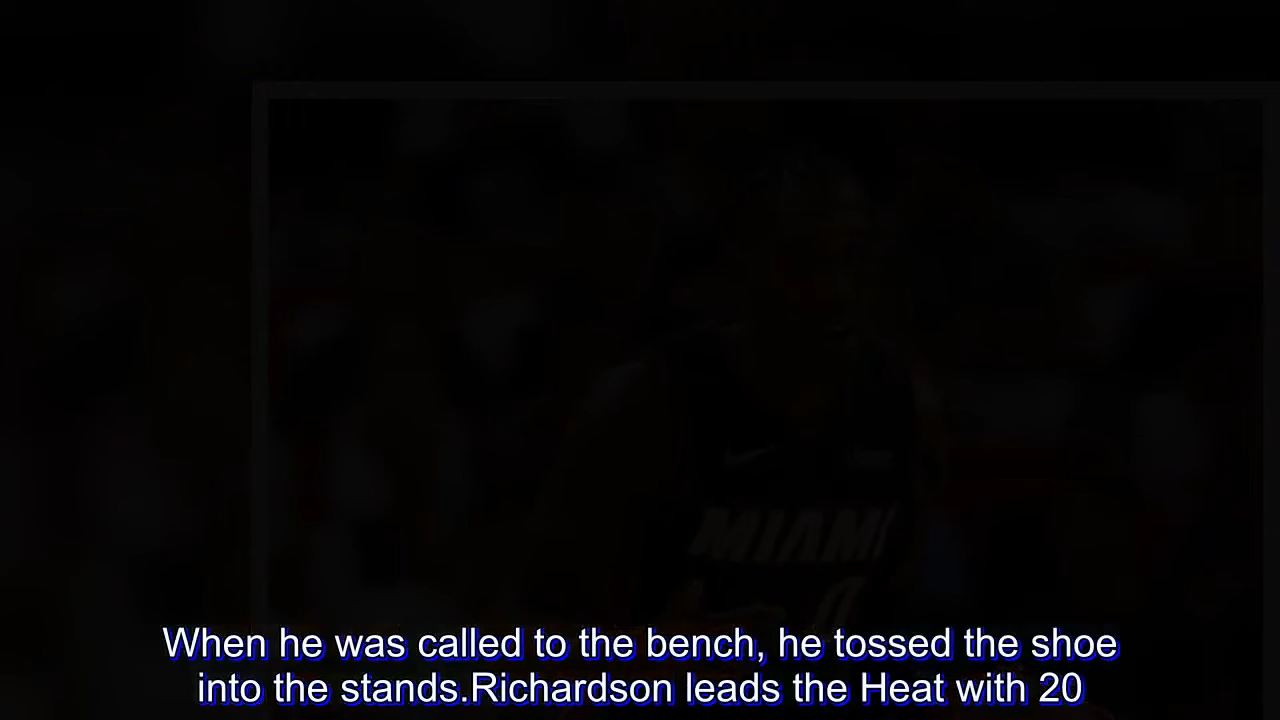 MIAMI
When he was called to the bench, he tossed the shoe
into the stands.Richardson leads the Heat with 20